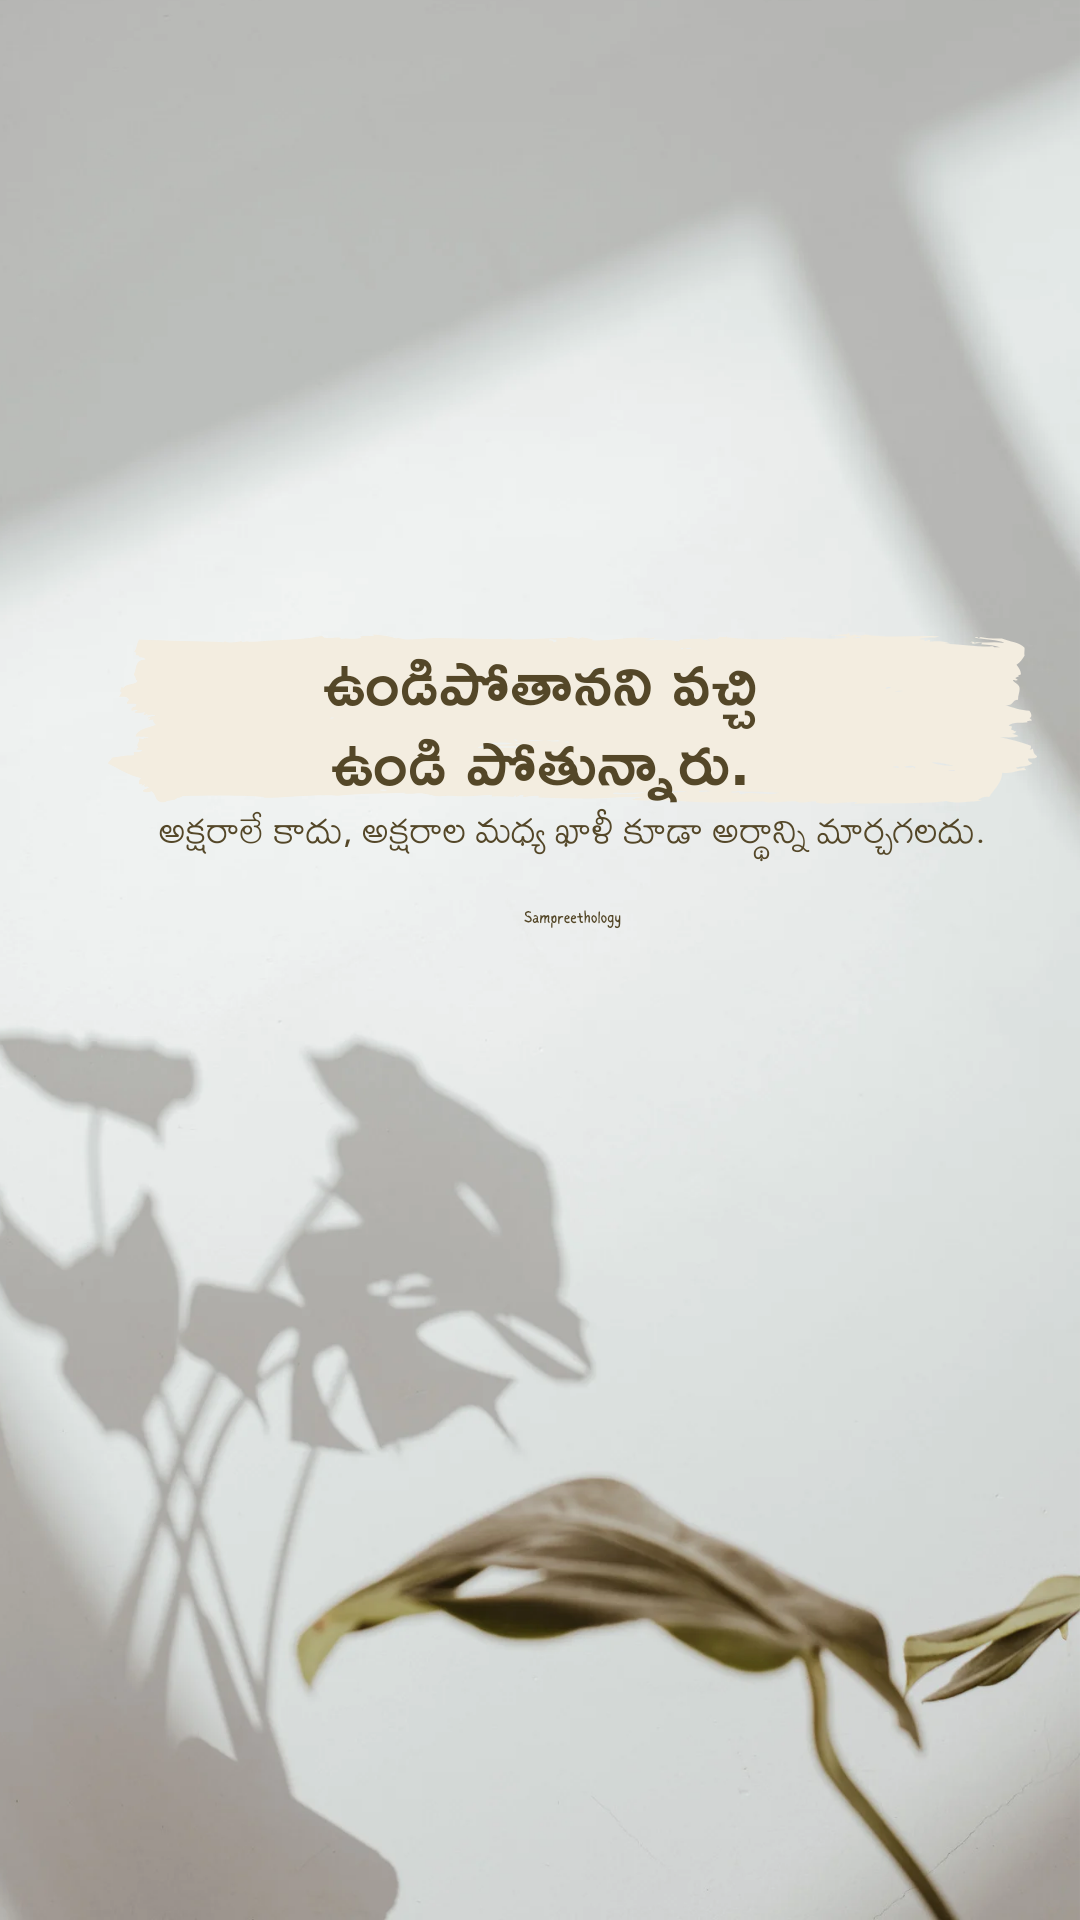 ఉండిపోతానని వచ్చి
ఉండి పోతున్నారు.
అక్షరాలే కాదు, అక్షరాల మధ్య ఖాళీ కూడా అర్థాన్ని మార్చగలదు.
Sampreethology